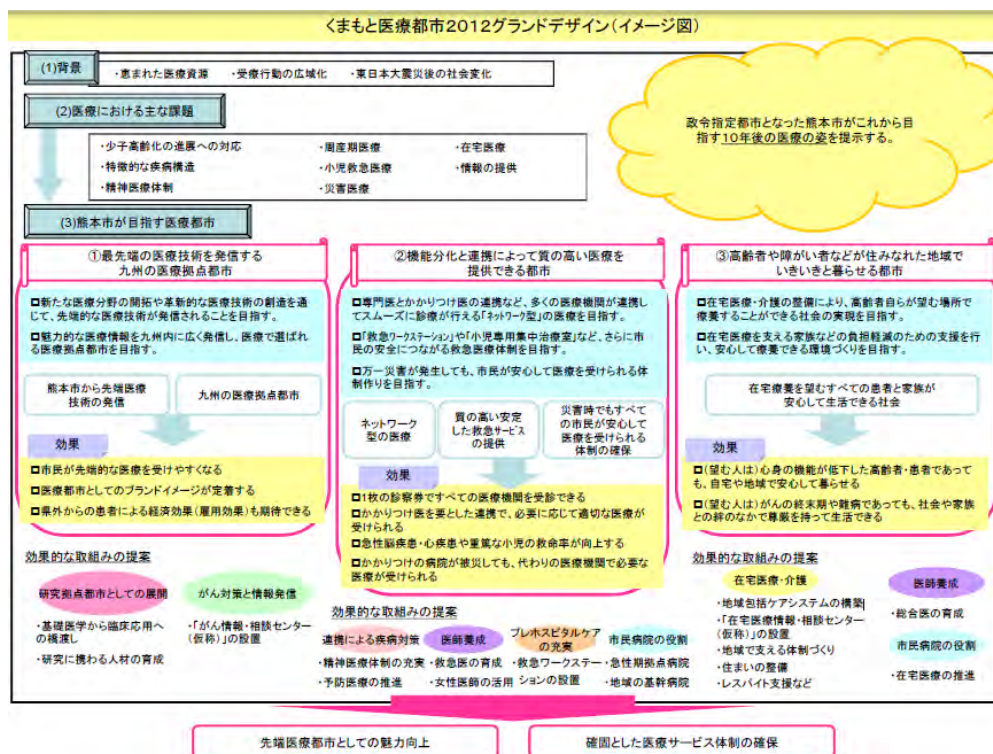 くまもと医療都市2012グランドデザイン(イメージ図)
(1)背景
・恵まれた医療資源 ・受療行動の広域化 ・東日本大震災後の社会変化
(2)医療における主な課題
・少子高齢化の進展への対応 ・周産期医療 ・在宅医療
・特徴的な疾病構造 ・小児救急医療 ・情報の提供
・精神医療体制 ・災害医療
政令指定都市となった熊本市がこれから目
指す10年後の医療の姿を提示する。
(3)熊本市が目指す医療都市
①最先端の医療技術を発信する
九州の医療拠点都市
□新たな医療分野の開拓や革新的な医療技術の創造を通
じて、先端的な医療技術が発信されることを目指す。
□魅力的な医療情報を九州内に広く発信し、医療で選ばれ
る医療拠点都市を目指す。
熊本市から先端医療
技術の発信
九州の医療拠点都市
効果
□市民が先端的な医療を受けやすくなる
□医療都市としてのブランドイメージが定着する
□県外からの患者による経済効果(雇用効果)も期待できる
効果的な取組みの提案
研究拠点都市としての展開
・基礎医学から臨床応用へ
の橋渡し
・研究に携わる人材の育成
がん対策と情報発信
・「がん情報・相談センター
(仮称)」の設置
②機能分化と連携によって質の高い医療を
提供できる都市
□専門医とかかりつけ医の連携など、多くの医療機関が連携し
てスムーズに診療が行える「ネットワーク型」の医療を目指す。
□「救急ワークステーション」や「小児専用集中治療室」など、さらに市
民の安全につながる救急医療体制を目指す。
□万一災害が発生しても、市民が安心して医療を受けられる体
制作りを目指す。
ネットワーク
型の医療
質の高い安定
した救急サービス
の提供
災害時でもすべて
の市民が安心して
医療を受けられる
体制の確保
効果
□1枚の診察券ですべての医療機関を受診できる
□かかりつけ医を要とした連携で、必要に応じて適切な医療が
受けられる
□急性脳疾患・心疾患や重篤な小児の救命率が向上する
□かかりつけの病院が被災しても、代わりの医療機関で必要な
医療が受けられる
効果的な取組みの提案
連携による疾病対策
・精神医療体制の充実
・予防医療の推進
医師養成
・救急医の育成
・女性医師の活用
プレホスピタルケア
の充実
・救急ワークステー
ションの設置
市民病院の役割
・急性期拠点病院
・地域の基幹病院
③高齢者や障がい者などが住みなれた地域で
いきいきと暮らせる都市
□在宅医療・介護の整備により、高齢者自らが望む場所で
療養することができる社会の実現を目指す。
□在宅医療を支える家族などの負担軽減のための支援を行
い、安心して療養できる環境づくりを目指す。
在宅療養を望むすべての患者と家族が
安心して生活できる社会
効果
□(望む人は)心身の機能が低下した高齢者・患者であって
も、自宅や地域で安心して暮らせる
□(望む人は)がんの終末期や難病であっても、社会や家族
との絆のなかで尊厳を持って生活できる
効果的な取組みの提案
在宅医療・介護
・地域包括ケアシステムの構築
・「在宅医療情報・相談センター
(仮称)」の設置
・地域で支える体制づくり
・住まいの整備
・レスパイト支援など
医師養成
・総合医の育成
市民病院の役割
・在宅医療の推進
先端医療都市としての魅力向上
確固とした医療サービス体制の確保